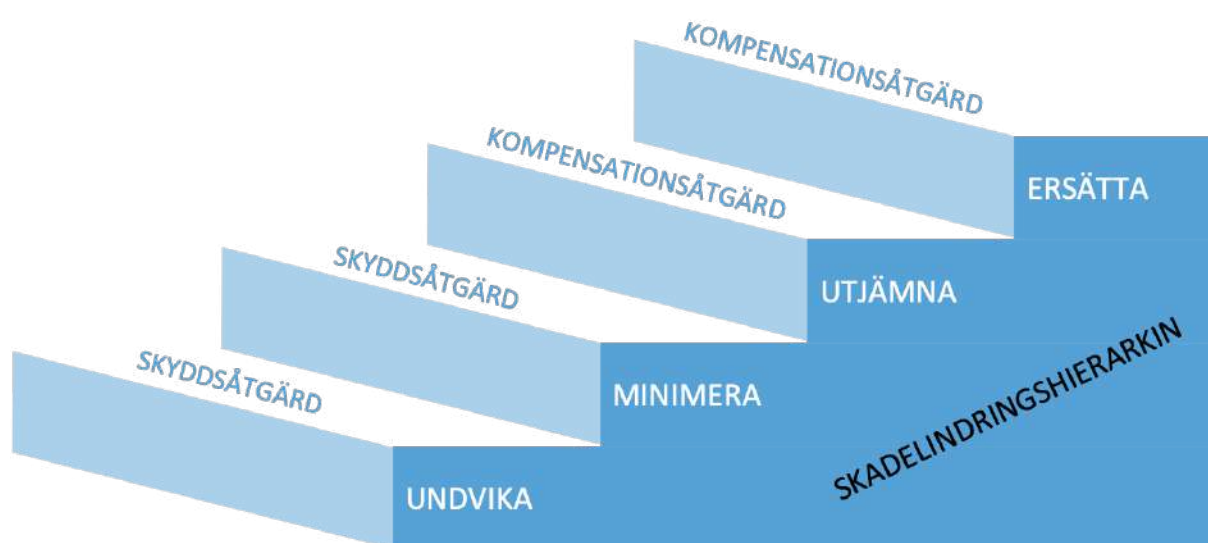 KOMPENSATIONSÅTGÄRD
ERSÄTTA
KOMPENSATIONSÅTGÄRD
UTJÄMNA
SKYDDSÅTGÄRD
MINIMERA
SKYDDSÅTGÄRD
UNDVIKA
SKADELINDRINGSHIERARKIN